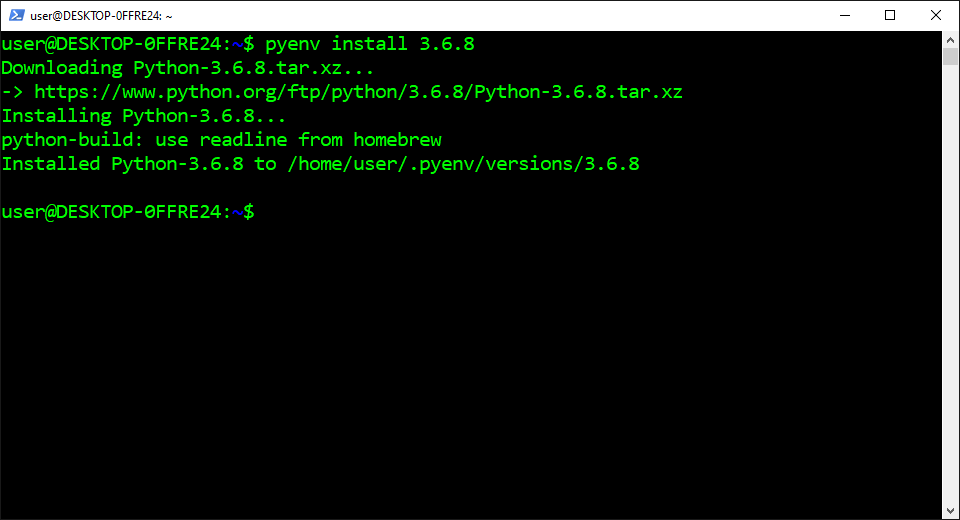 user@DESKTOP-0FFRE24: ~
user@DESKTOP-0FFRE24:~$ pyenv install 3.6.8
Downloading Python-3.6.8.tar.xz...
-> https://www.python.org/ftp/python/3.6.8/Python-3.6.8.tar.xz
Installing Python-3.6.8...
python-build: use readline from homebrew
Installed Python-3.6.8 to /home/user/.pyenv/versions/3.6.8
user@DESKTOP-0FFRE24:~$